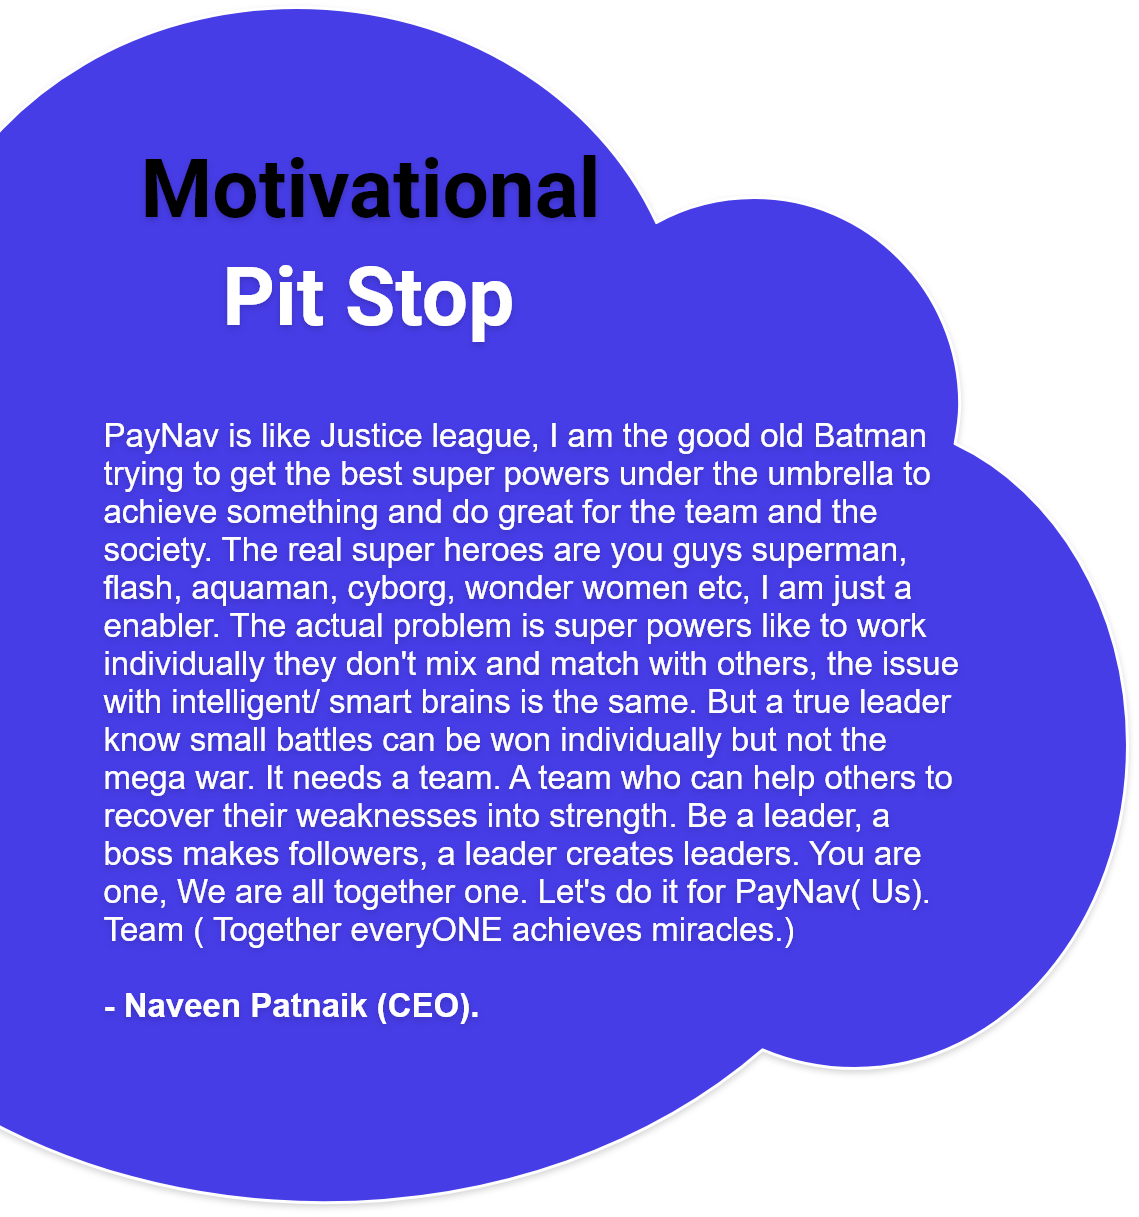 Motivational
Pit Stop
PayNav is like Justice league, I am the good old Batman
trying to get the best super powers under the umbrella to
achieve something and do great for the team and the
society. The real super heroes are you guys superman,
flash, aquaman, cyborg, wonder women etc, I am just a
enabler. The actual problem is super powers like to work
individually they don't mix and match with others, the issue
with intelligent/ smart brains is the same. But a true leader
know small battles can be won individually but not the
mega war. It needs a team. A team who can help others to
recover their weaknesses into strength. Be a leader, a
boss makes followers, a leader creates leaders. You are
one, We are all together one. Let's do it for PayNav( Us).
Team ( Together everyONE achieves miracles.)
- Naveen Patnaik (CEO).